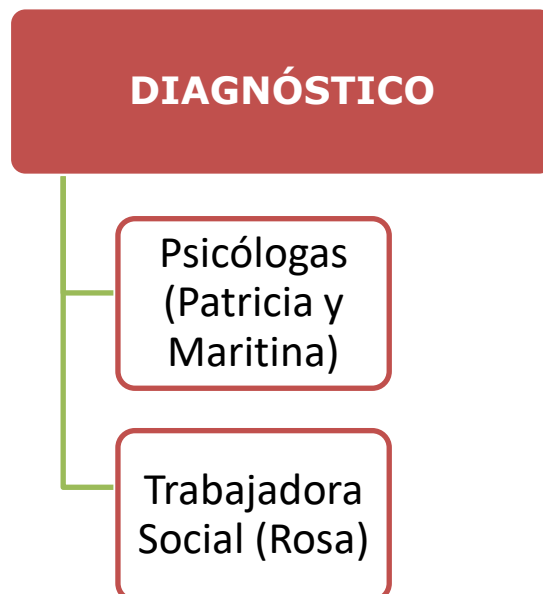 DIAGNÓSTICO
Psicólogas
(Patricia y
Maritina)
Trabajadora
Social (Rosa)